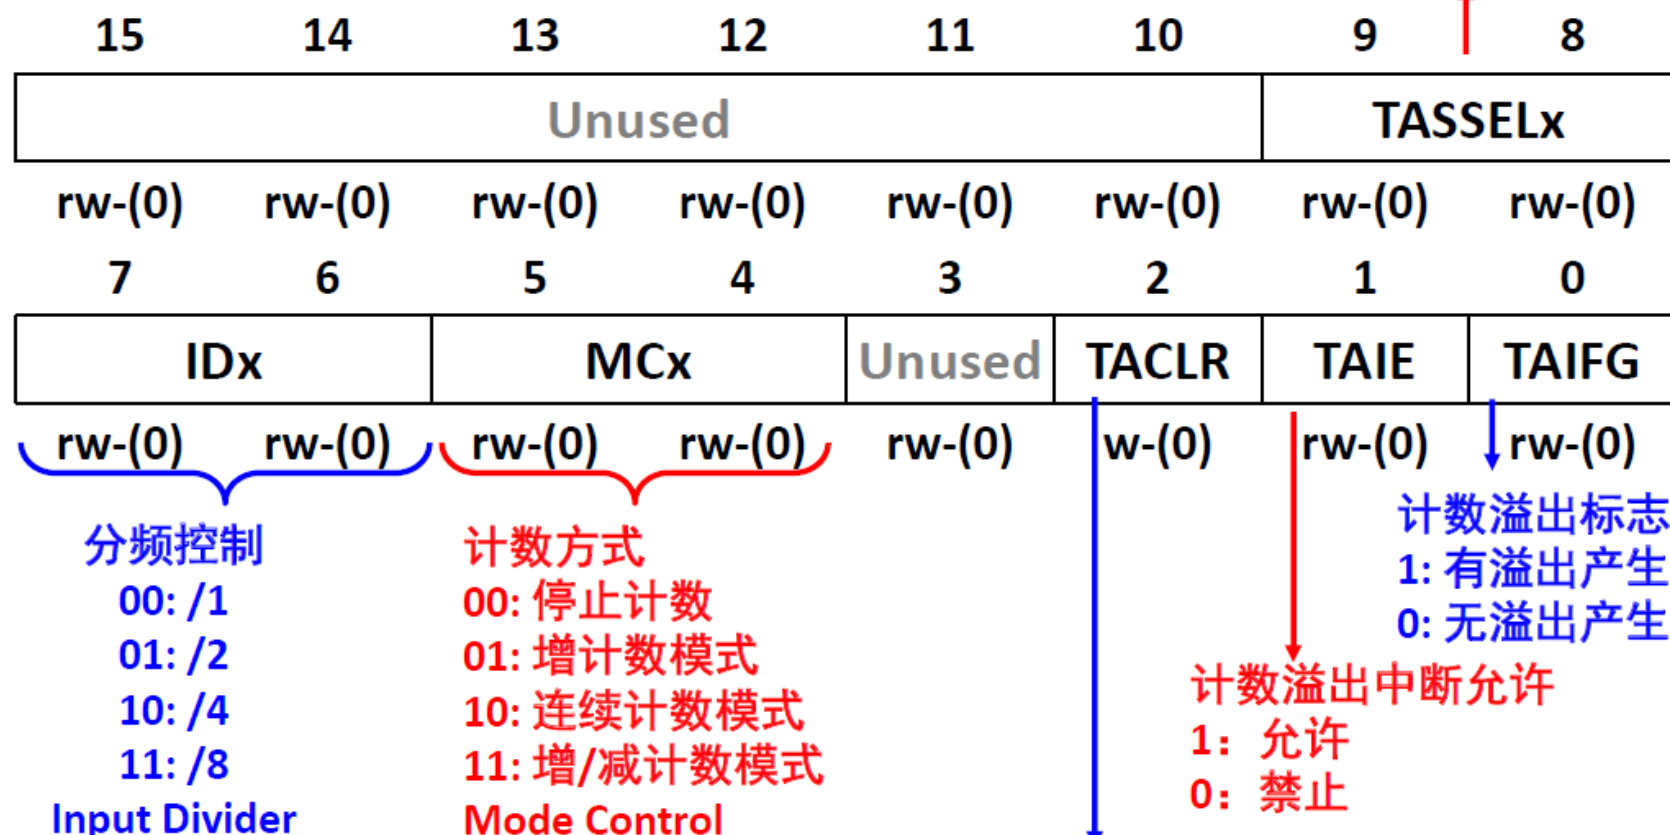 15 14 13 12 11 10 9 8
Unused TASSELx
rw-(0) rw-(0) rw-(0) rw-(0) rw-(0) rw-(0) rw-(0) rw-(0)
7 6 5 4 3 2 1 0
IDx MCx Unused TACLR TAIE TAIFG
rw-(0) rw-(0) rw-(0) rw-(0) rw-(0) w-(0) rw-(0) rw-(0)
分频控制
00: /1
01: /2
10: /4
11: /8
Input Divider
计数方式
00: 停止计数
01: 增计数模式
10: 连续计数模式
11: 增/减计数模式
Mode Control
计数溢出中断允许
1：允许
0：禁止
计数溢出标志
1: 有溢出产生
0: 无溢出产生